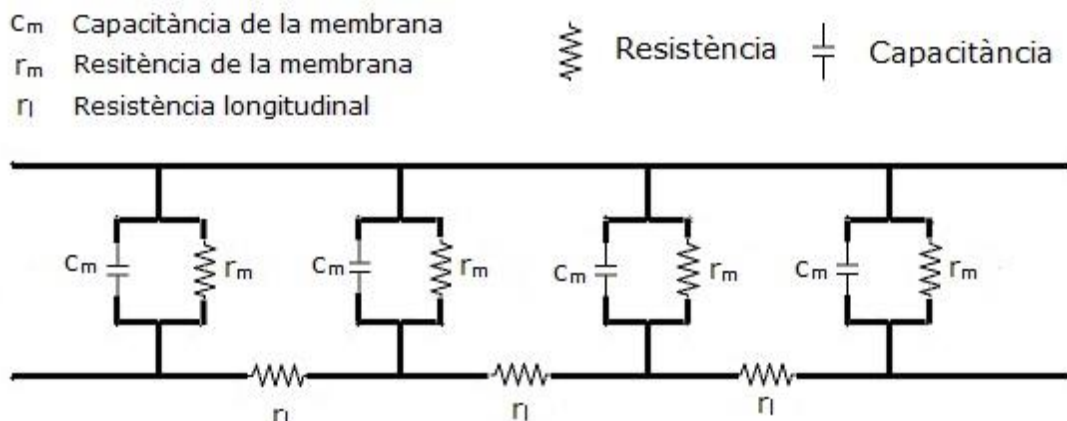 cm Capacitància de la membrana
rm Resitència de la membrana
rl Resistència longitudinal
Resistència Capacitància
cm rm cm rm cm rm cm rm
rl rl rl